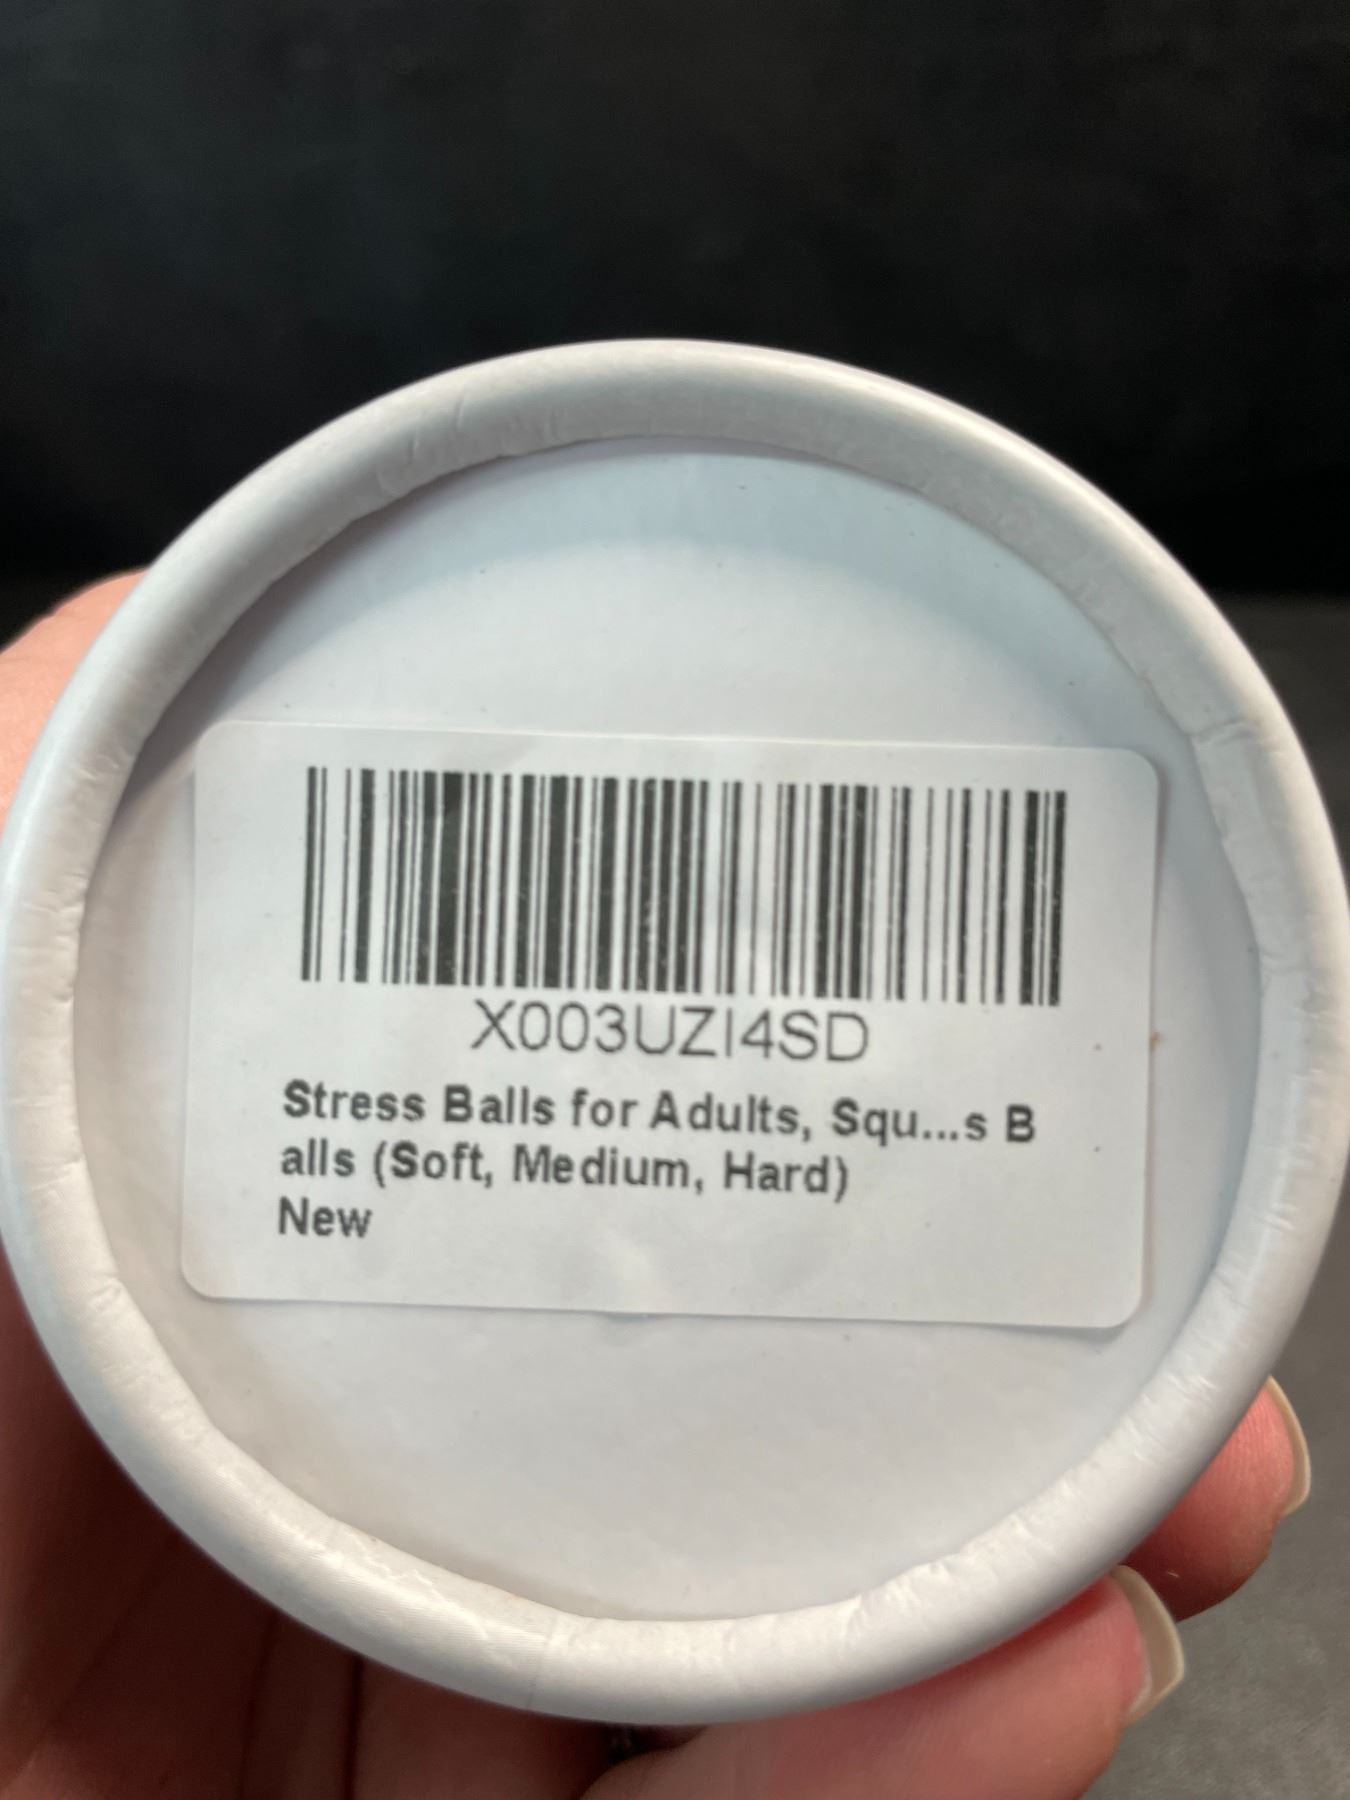 X003UZI4SD
Stress Balls for Adults, Squ...s B
alls (Soft, Medium, Hard)
New